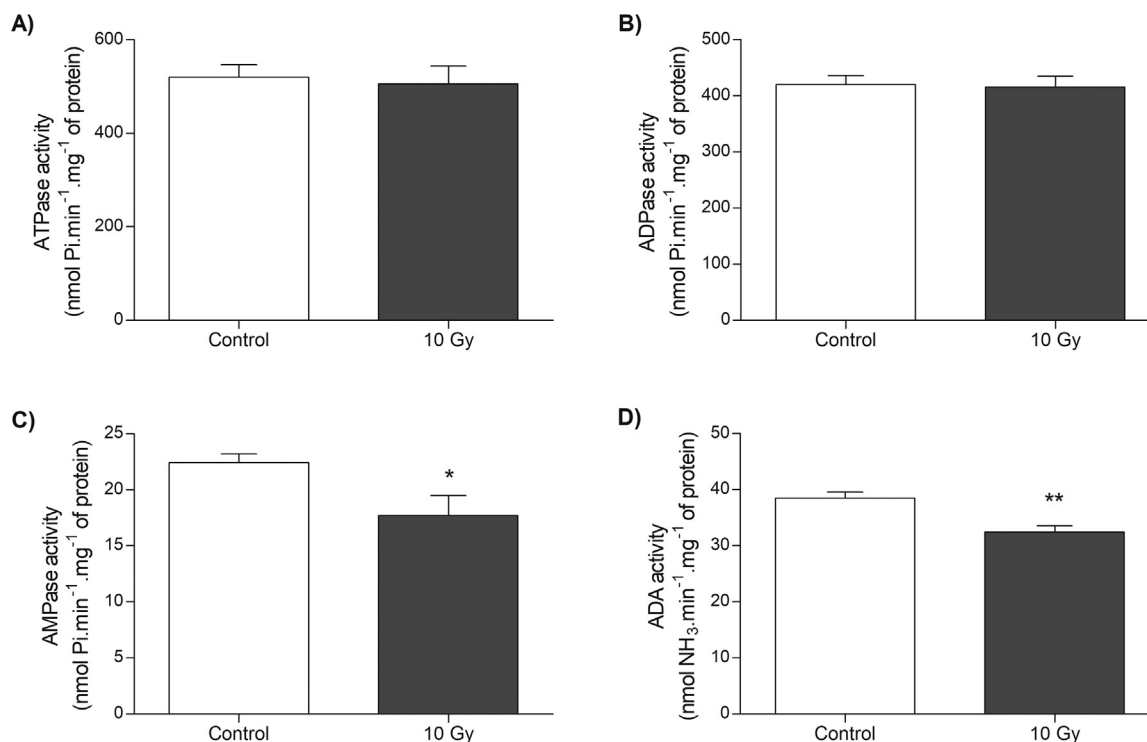 A)
ATPase activity
(nmol Pi.min⁻¹.mg⁻¹ of protein)
600
400
200
0
Control
10 Gy
B)
ADPase activity
(nmol Pi.min⁻¹.mg⁻¹ of protein)
500
400
300
200
100
0
Control
10 Gy
C)
AMPase activity
(nmol Pi.min⁻¹.mg⁻¹ of protein)
25
20
15
10
5
0
*
Control
10 Gy
D)
ADA activity
(nmol NH₃.min⁻¹.mg⁻¹ of protein)
50
40
30
20
10
0
**
Control
10 Gy